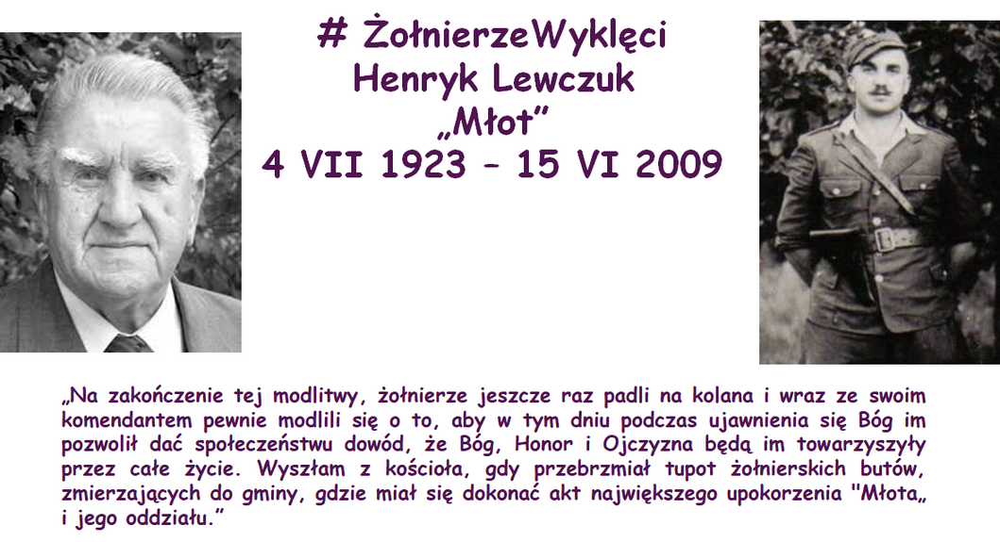 # ŻołnierzeWyklęci
Henryk Lewczuk
„Młot”
4 VII 1923 – 15 VI 2009
„Na zakończenie tej modlitwy, żołnierze jeszcze raz padli na kolana i wraz ze swoim
komendantem pewnie modlili się o to, aby w tym dniu podczas ujawnienia się Bóg im
pozwolił dać społeczeństwu dowód, że Bóg, Honor i Ojczyzna będą im towarzyszyły
przez całe życie. Wyszłam z kościoła, gdy przebrzmiał tupot żołnierskich butów,
zmierzających do gminy, gdzie miał się dokonać akt największego upokorzenia "Młota„
i jego oddziału.”